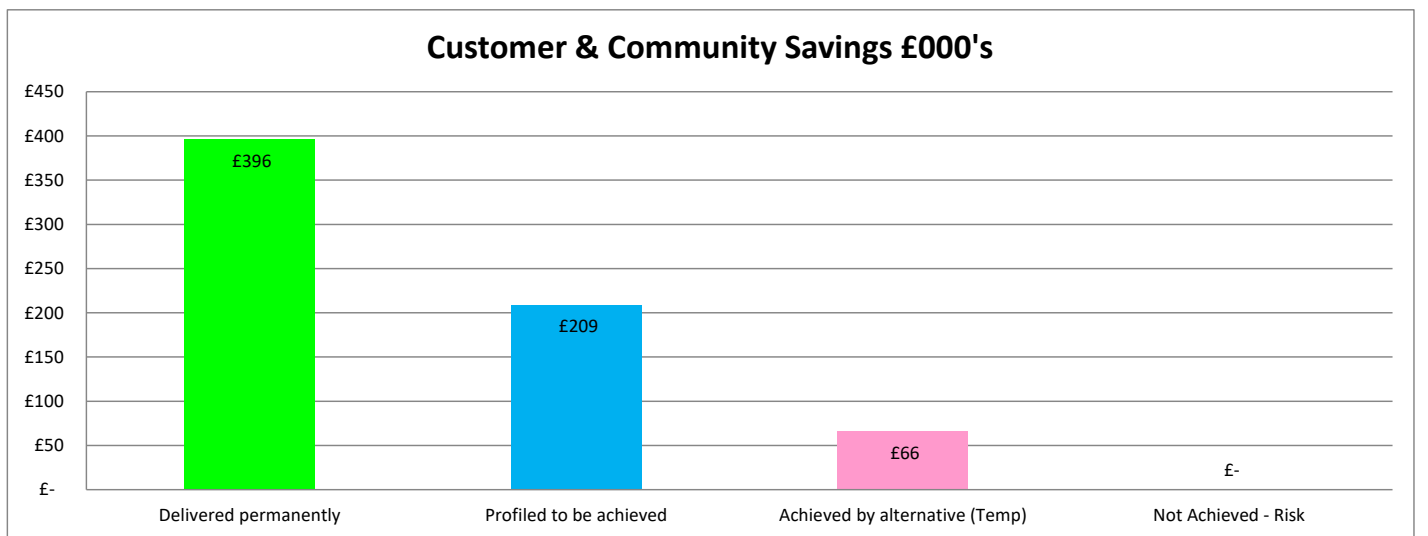 Customer & Community Savings £000's
£450
£400
£350
£300
£250
£200
£150
£100
£50
£-
£396
£209
£66
£-
Delivered permanently
Profiled to be achieved
Achieved by alternative (Temp)
Not Achieved - Risk